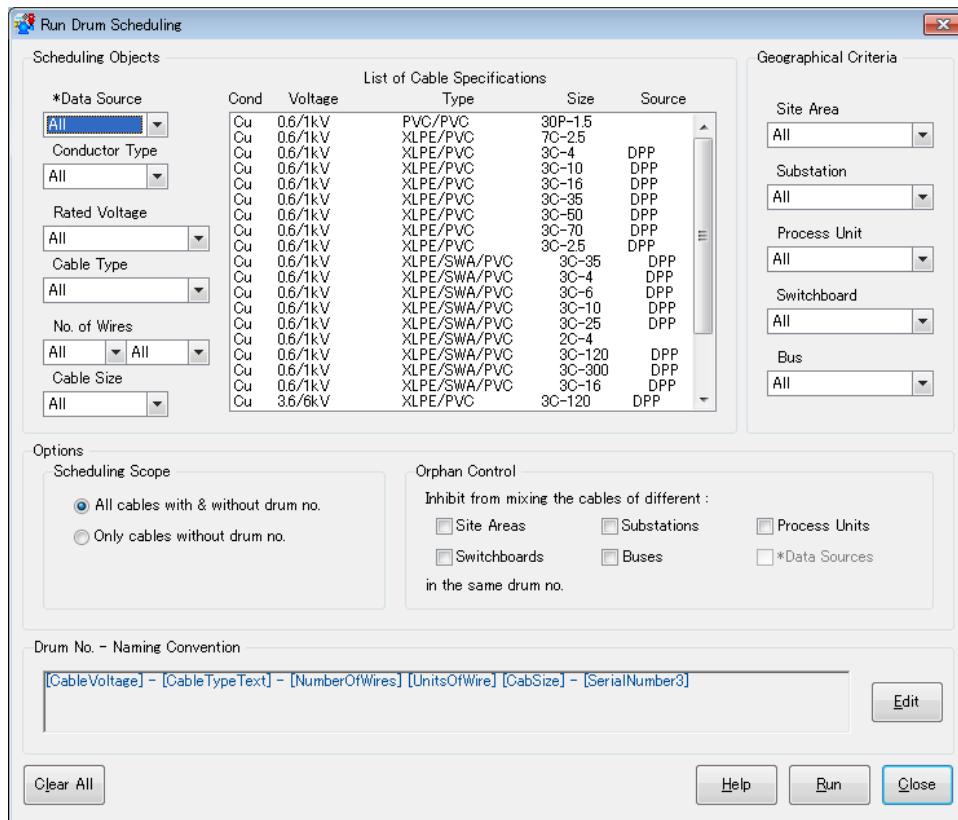 Run Drum Scheduling
Scheduling Objects
List of Cable Specifications
*Data Source
All
Conductor Type
All
Rated Voltage
All
Cable Type
All
No. of Wires
All All
Cable Size
All
Cond Voltage Type Size Source
Cu 0.6/1kV PVC/PVC 30P-1.5
Cu 0.6/1kV XLPE/PVC 7C-2.5
Cu 0.6/1kV XLPE/PVC 3C-4 DPP
Cu 0.6/1kV XLPE/PVC 3C-10 DPP
Cu 0.6/1kV XLPE/PVC 3C-16 DPP
Cu 0.6/1kV XLPE/PVC 3C-35 DPP
Cu 0.6/1kV XLPE/PVC 3C-50 DPP
Cu 0.6/1kV XLPE/PVC 3C-70 DPP
Cu 0.6/1kV XLPE/PVC 3C-2.5 DPP
Cu 0.6/1kV XLPE/SWA/PVC 3C-35 DPP
Cu 0.6/1kV XLPE/SWA/PVC 3C-4 DPP
Cu 0.6/1kV XLPE/SWA/PVC 3C-6 DPP
Cu 0.6/1kV XLPE/SWA/PVC 3C-10 DPP
Cu 0.6/1kV XLPE/SWA/PVC 3C-25 DPP
Cu 0.6/1kV XLPE/SWA/PVC 2C-4
Cu 0.6/1kV XLPE/SWA/PVC 3C-120 DPP
Cu 0.6/1kV XLPE/SWA/PVC 3C-300 DPP
Cu 0.6/1kV XLPE/SWA/PVC 3C-16 DPP
Cu 3.6/6kV XLPE/PVC 3C-120 DPP
Geographical Criteria
Site Area
All
Substation
All
Process Unit
All
Switchboard
All
Bus
All
Options
Scheduling Scope
All cables with & without drum no.
Only cables without drum no.
Orphan Control
Inhibit from mixing the cables of different :
Site Areas Substations Process Units
Switchboards Buses *Data Sources
in the same drum no.
Drum No. - Naming Convention
[CableVoltage] - [CableTypeText] - [NumberOfWires] [UnitsOfWire] [CabSize] - [SerialNumber3]
Edit
Clear All Help Run Close